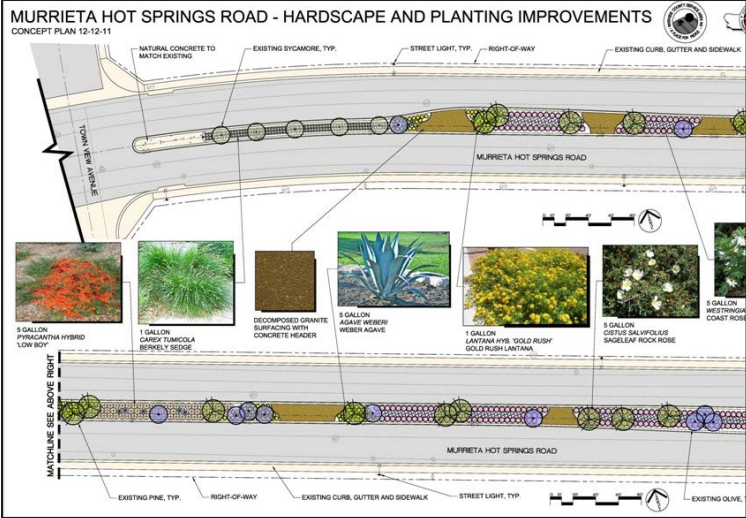 MURRIETA HOT SPRINGS ROAD - HARDSCAPE AND PLANTING IMPROVEMENTS
CONCEPT PLAN 12-12-11
NATURAL CONCRETE TO
MATCH EXISTING
EXISTING SYCAMORE, TYP.
STREET LIGHT, TYP.
RIGHT-OF-WAY
EXISTING CURB, GUTTER AND SIDEWALK
TOWN VIEW AVENUE
MURRIETA HOT SPRINGS ROAD
5 GALLON
PYRACANTHA HYBRID
'LOW BOY'
1 GALLON
CAREX TUMICOLA
BERKELY SEDGE
DECOMPOSED GRANITE
SURFACING WITH
CONCRETE HEADER
5 GALLON
AGAVE WEBERI
WEBER AGAVE
1 GALLON
LANTANA HYB. 'GOLD RUSH'
GOLD RUSH LANTANA
5 GALLON
CISTUS SALVIFOLIUS
SAGELEAF ROCK ROSE
5 GALLON
WESTRINGIA
COAST ROSE
MATCHLINE SEE ABOVE RIGHT
MURRIETA HOT SPRINGS ROAD
EXISTING PINE, TYP.
RIGHT-OF-WAY
EXISTING CURB, GUTTER AND SIDEWALK
STREET LIGHT, TYP.
EXISTING OLIVE,